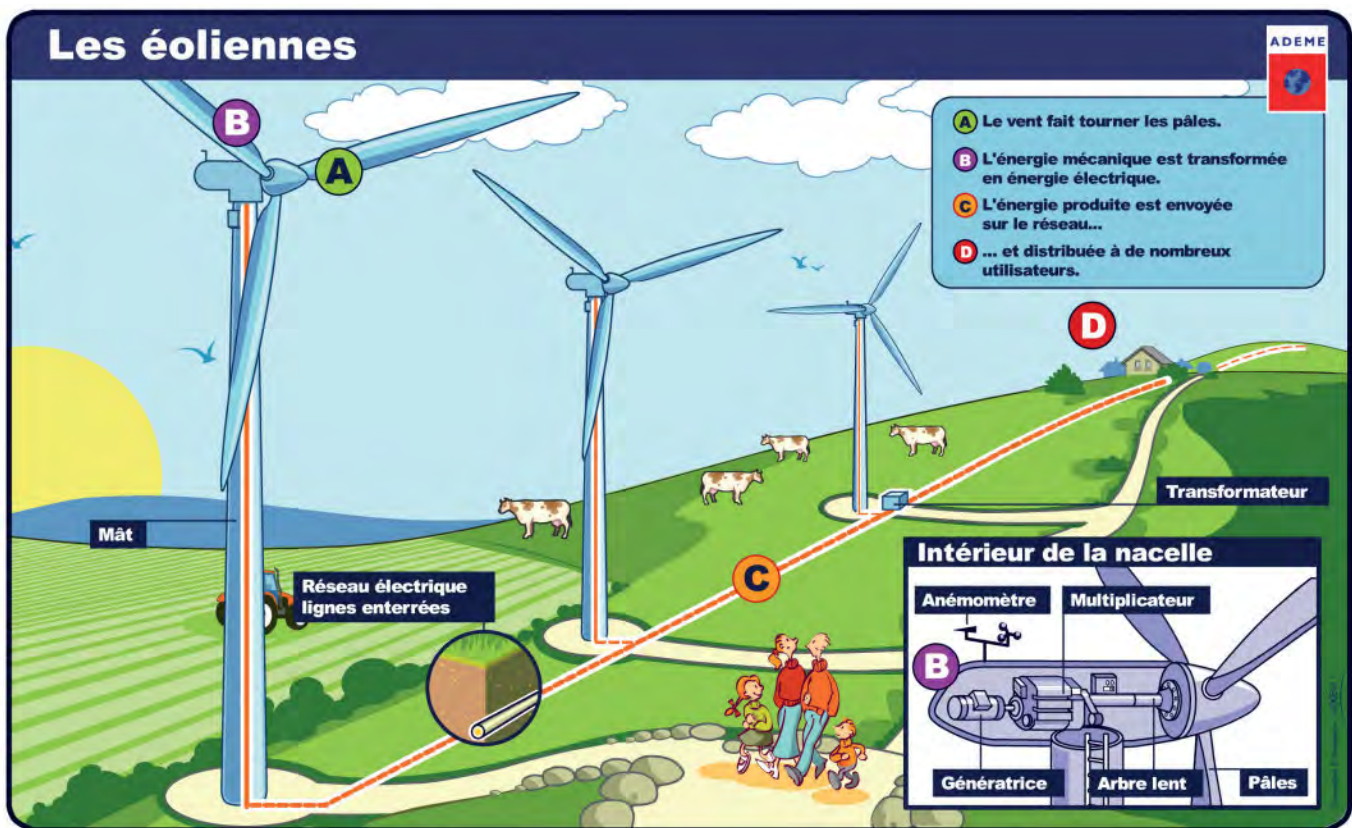 Les éoliennes
ADEME
A Le vent fait tourner les pâles.
B L'énergie mécanique est transformée
en énergie électrique.
C L'énergie produite est envoyée
sur le réseau...
D ... et distribuée à de nombreux
utilisateurs.
B
A
D
Transformateur
Mât
Réseau électrique
lignes enterrées
C
Intérieur de la nacelle
Anémomètre
Multiplicateur
B
Génératrice
Arbre lent
Pâles